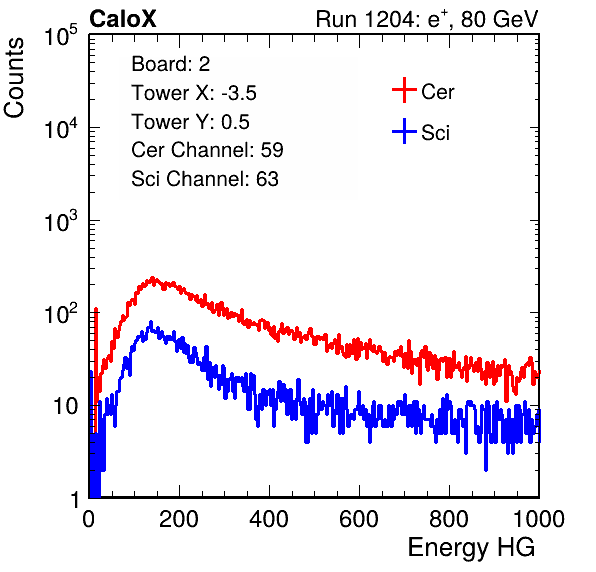 CaloX Run 1204: e⁺, 80 GeV
Counts
10⁵
10⁴
10³
10²
10
1
Board: 2
Tower X: -3.5
Tower Y: 0.5
Cer Channel: 59
Sci Channel: 63
Cer
Sci
0 200 400 600 800 1000
Energy HG